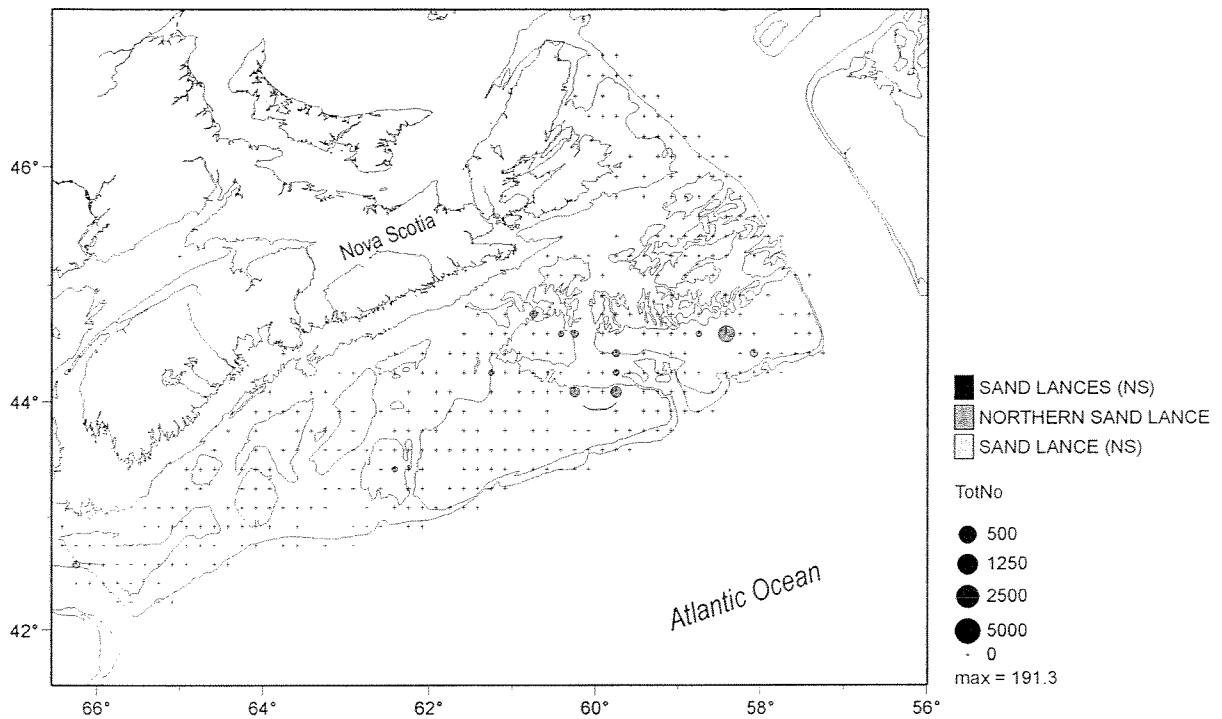 46°
44°
42°
66°
64°
62°
60°
58°
56°
Nova Scotia
Atlantic Ocean
SAND LANCES (NS)
NORTHERN SAND LANCE
SAND LANCE (NS)
TotNo
500
1250
2500
5000
0
max = 191.3